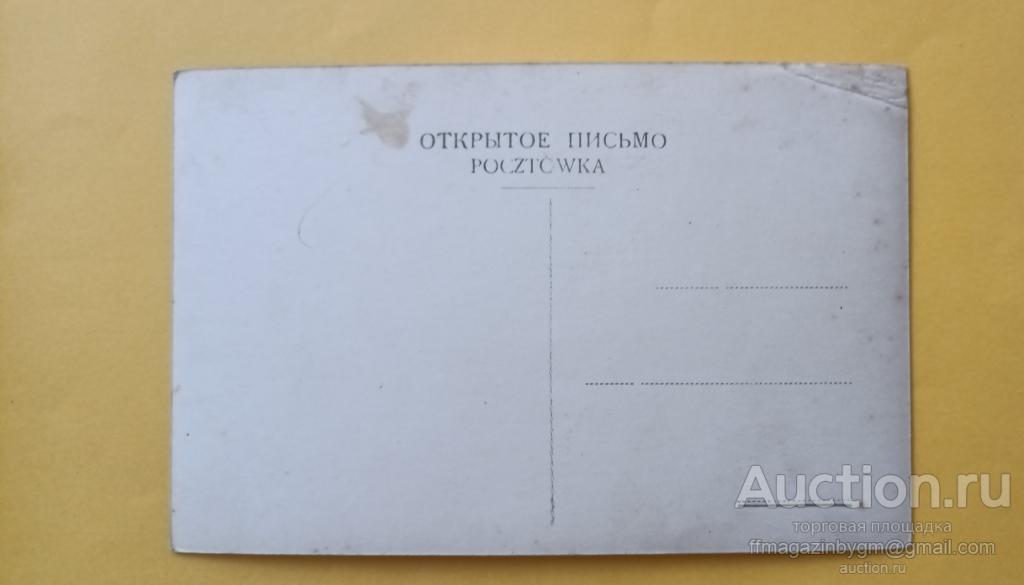 ОТКРЫТОЕ ПИСЬМО
POCZTÓWKA
Auction.ru
торговая площадка
ffmagazinbygm@gmail.com
auction.ru